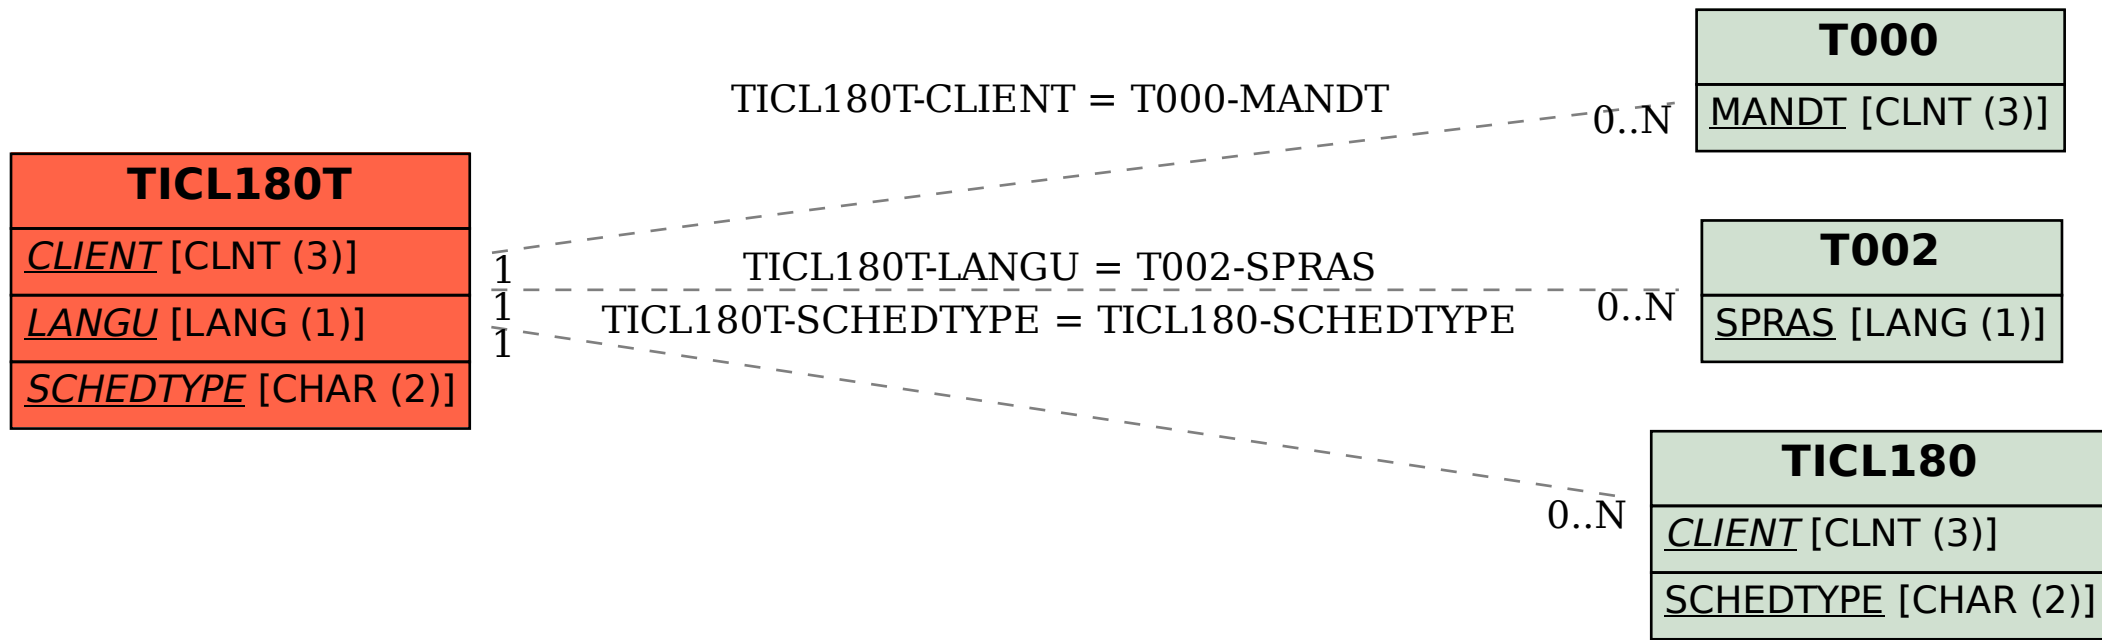 TICL180T
CLIENT [CLNT (3)]
LANGU [LANG (1)]
SCHEDTYPE [CHAR (2)]
TICL180T-CLIENT = T000-MANDT
1
0..N
TICL180T-LANGU = T002-SPRAS
1
0..N
TICL180T-SCHEDTYPE = TICL180-SCHEDTYPE
1
0..N
T000
MANDT [CLNT (3)]
T002
SPRAS [LANG (1)]
TICL180
CLIENT [CLNT (3)]
SCHEDTYPE [CHAR (2)]